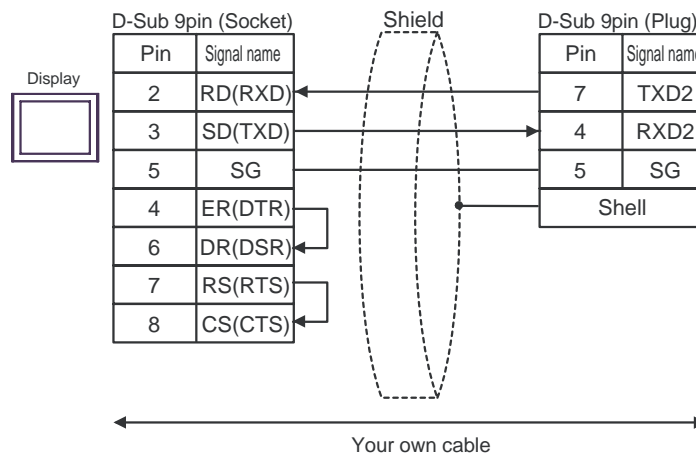 D-Sub 9pin (Socket)
Shield
D-Sub 9pin (Plug)
Display
Pin Signal name
2 RD(RXD)
3 SD(TXD)
5 SG
4 ER(DTR)
6 DR(DSR)
7 RS(RTS)
8 CS(CTS)
Pin Signal name
7 TXD2
4 RXD2
5 SG
Shell
Your own cable